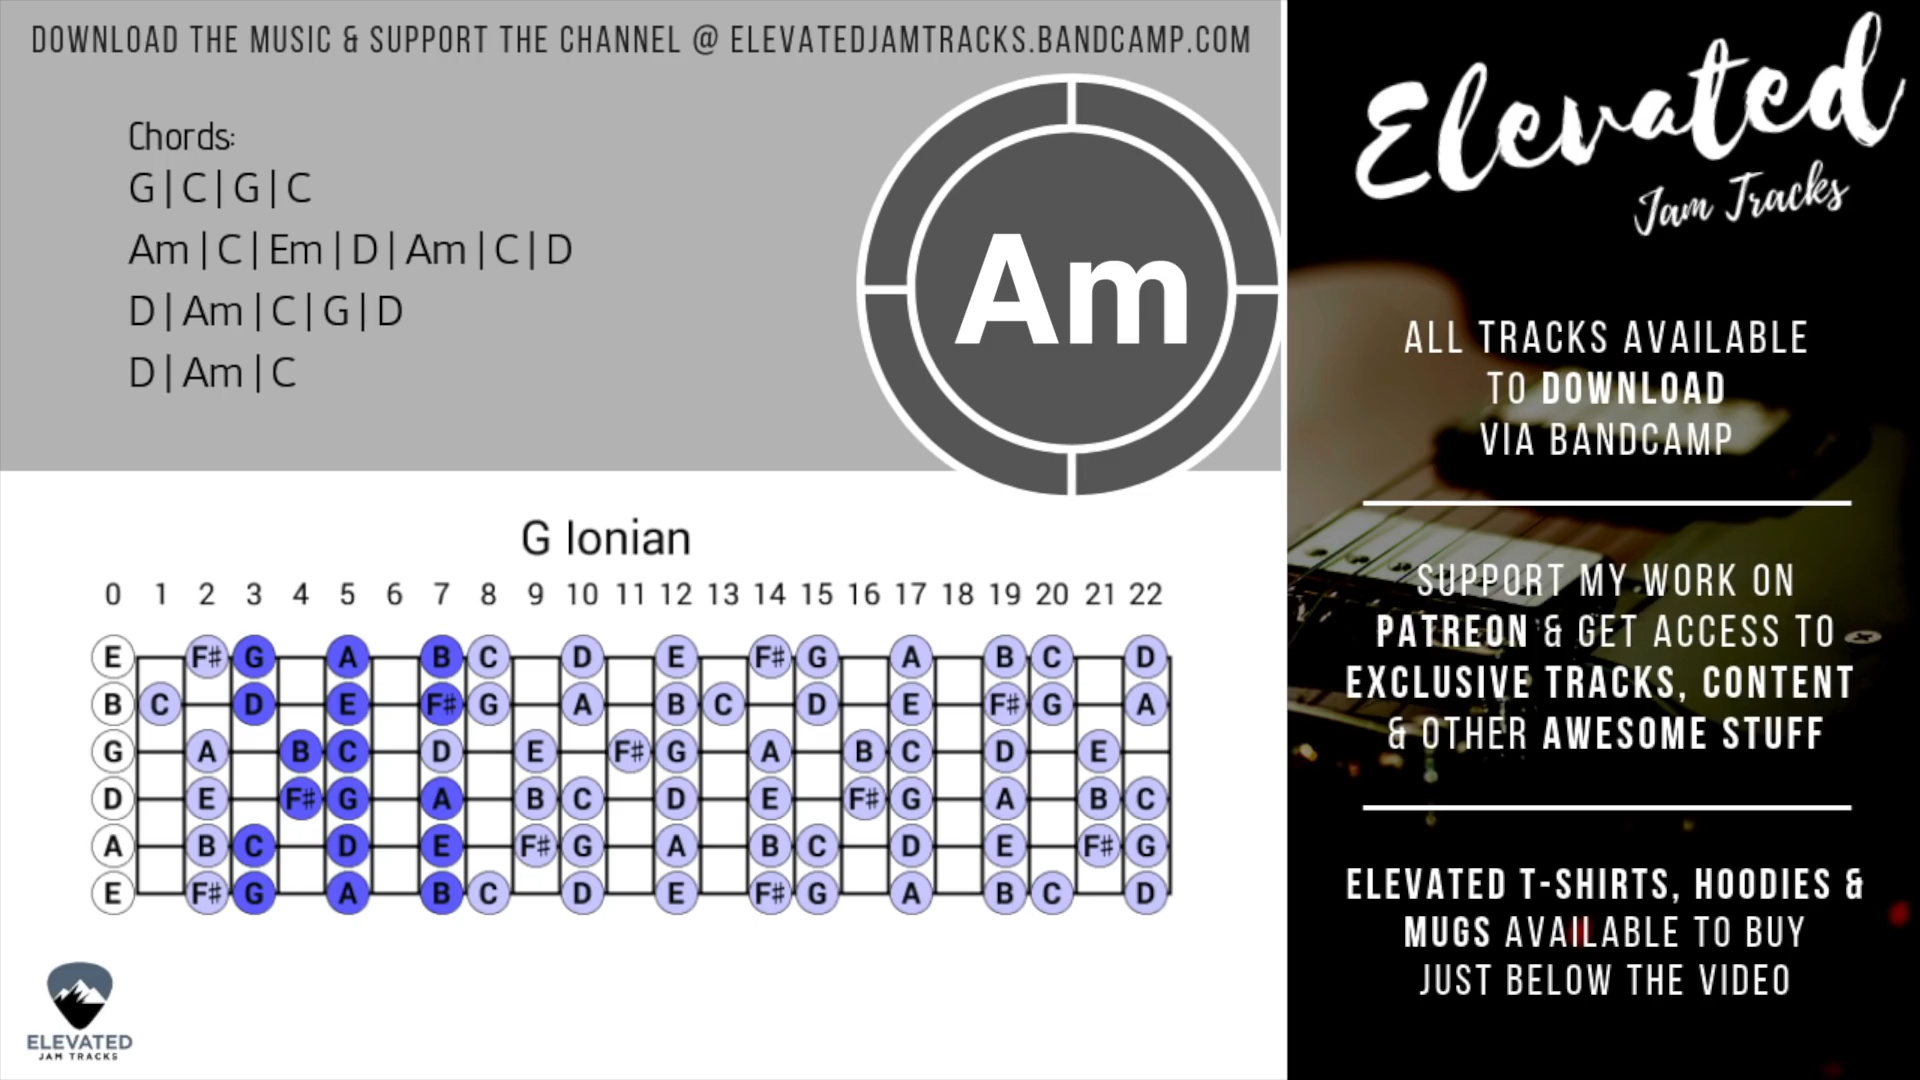 DOWNLOAD THE MUSIC & SUPPORT THE CHANNEL @ ELEVATEDJAMTRACKS.BANDCAMP.COM
Chords:
G | C | G | C
Am | C | Em | D | Am | C | D
D | Am | C | G | D
D | Am | C
Am
G Ionian
0 1 2 3 4 5 6 7 8 9 10 11 12 13 14 15 16 17 18 19 20 21 22
E F# G A B C D E F# G A B C D
B C D E F# G A B C D E F# G A
G A B C D E F# G A B C D E
D E F# G A B C D E F# G A B C
A B C D E F# G A B C D E F# G
E F# G A B C D E F# G A B C D
ELEVATED
JAM TRACKS
Elevated
Jam Tracks
ALL TRACKS AVAILABLE
TO DOWNLOAD
VIA BANDCAMP
SUPPORT MY WORK ON
PATREON & GET ACCESS TO
EXCLUSIVE TRACKS, CONTENT
& OTHER AWESOME STUFF
ELEVATED T-SHIRTS, HOODIES &
MUGS AVAILABLE TO BUY
JUST BELOW THE VIDEO